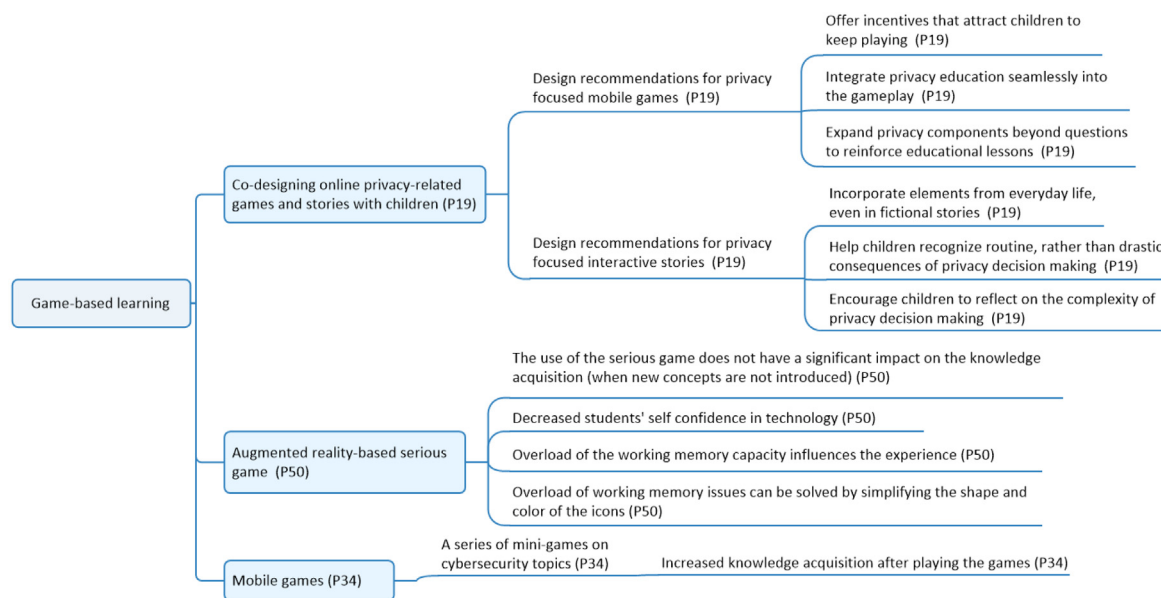 Game-based learning
Co-designing online privacy-related
games and stories with children (P19)
Design recommendations for privacy
focused mobile games (P19)
Offer incentives that attract children to
keep playing (P19)
Integrate privacy education seamlessly into
the gameplay (P19)
Expand privacy components beyond questions
to reinforce educational lessons (P19)
Design recommendations for privacy
focused interactive stories (P19)
Incorporate elements from everyday life,
even in fictional stories (P19)
Help children recognize routine, rather than drastic
consequences of privacy decision making (P19)
Encourage children to reflect on the complexity of
privacy decision making (P19)
Augmented reality-based serious
game (P50)
The use of the serious game does not have a significant impact on the knowledge
acquisition (when new concepts are not introduced) (P50)
Decreased students' self confidence in technology (P50)
Overload of the working memory capacity influences the experience (P50)
Overload of working memory issues can be solved by simplifying the shape and
color of the icons (P50)
Mobile games (P34)
A series of mini-games on
cybersecurity topics (P34)
Increased knowledge acquisition after playing the games (P34)